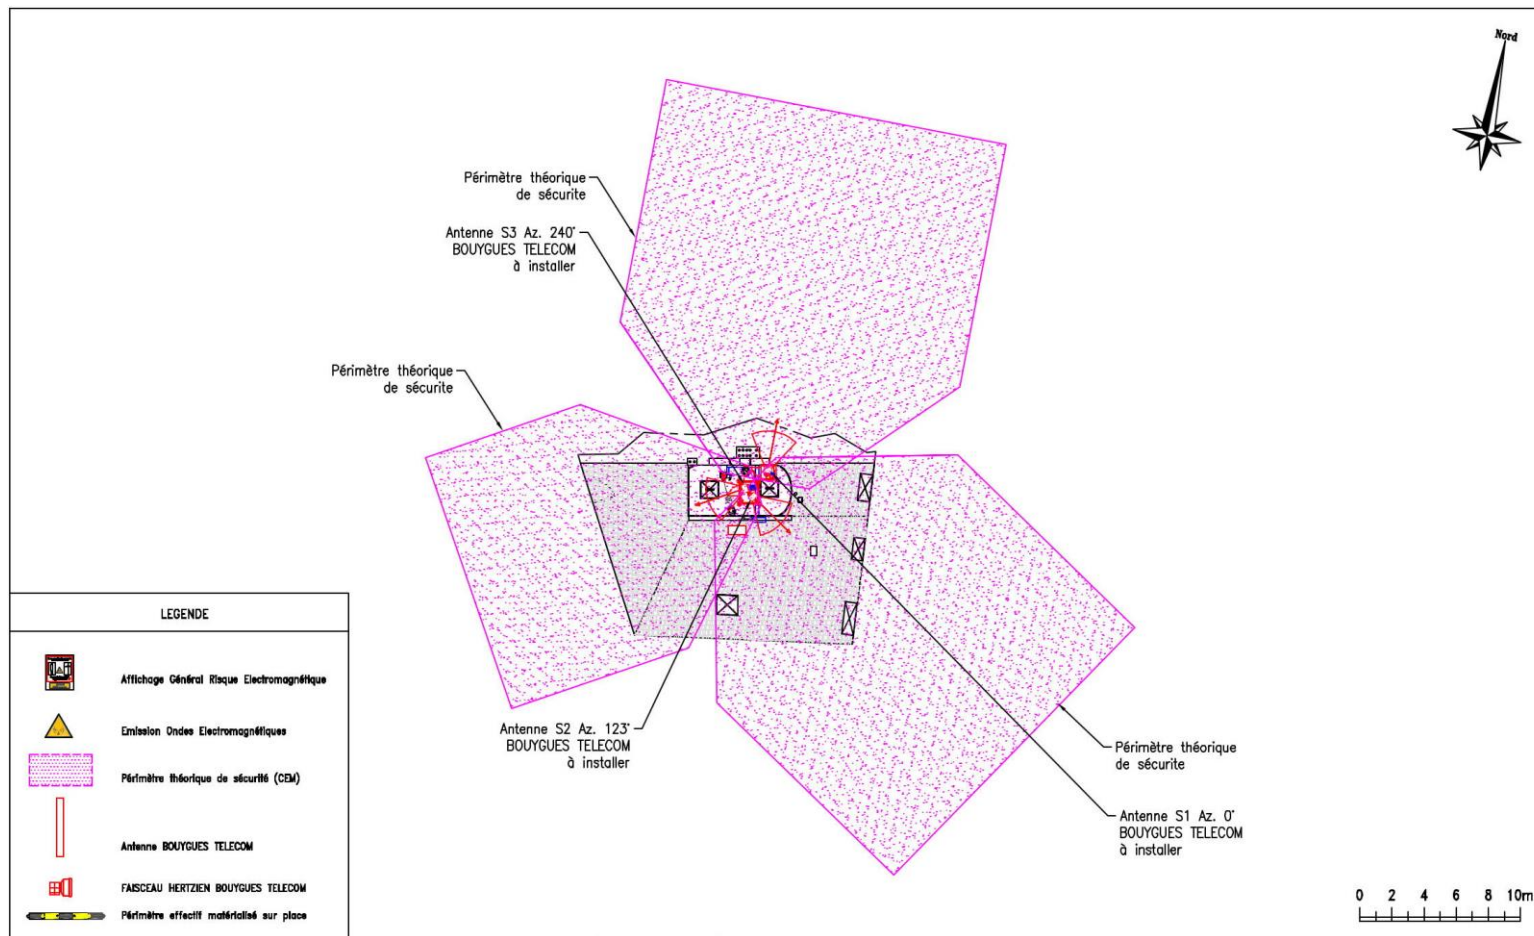 Nord
Périmètre théorique
de sécurite
Antenne S3 Az. 240°
BOUYGUES TELECOM
à installer
Périmètre théorique
de sécurite
LEGENDE
Affichage Général Risque Electromagnétique
Emission Ondes Electromagnétiques
Périmètre théorique de sécurité (CEM)
Antenne BOUYGUES TELECOM
FAISCEAU HERTZIEN BOUYGUES TELECOM
Périmètre effectif matérialisé sur place
Antenne S2 Az. 123°
BOUYGUES TELECOM
à installer
Périmètre théorique
de sécurite
Antenne S1 Az. 0°
BOUYGUES TELECOM
à installer
0 2 4 6 8 10m